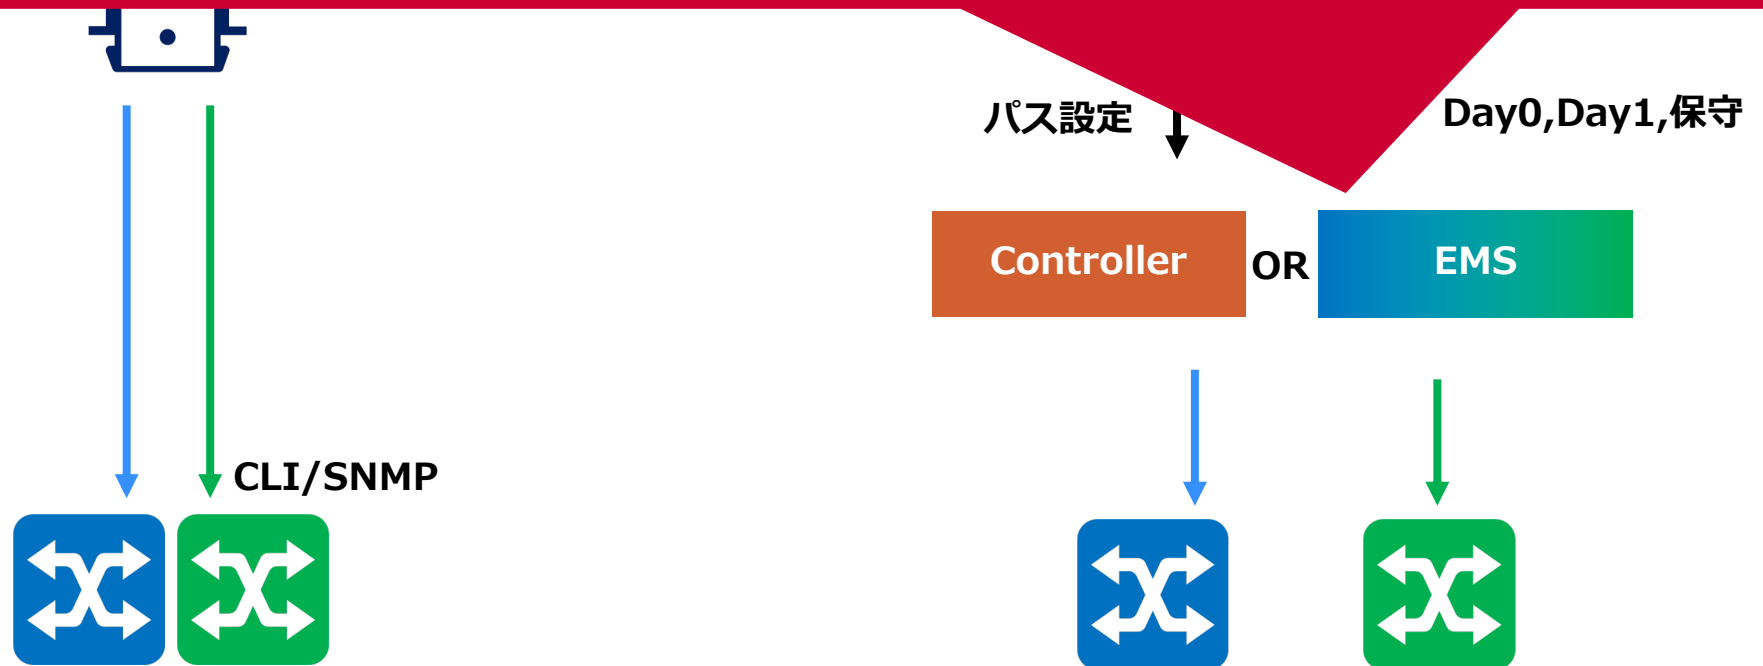 パス設定
Day0,Day1,保守
Controller
OR
EMS
CLI/SNMP